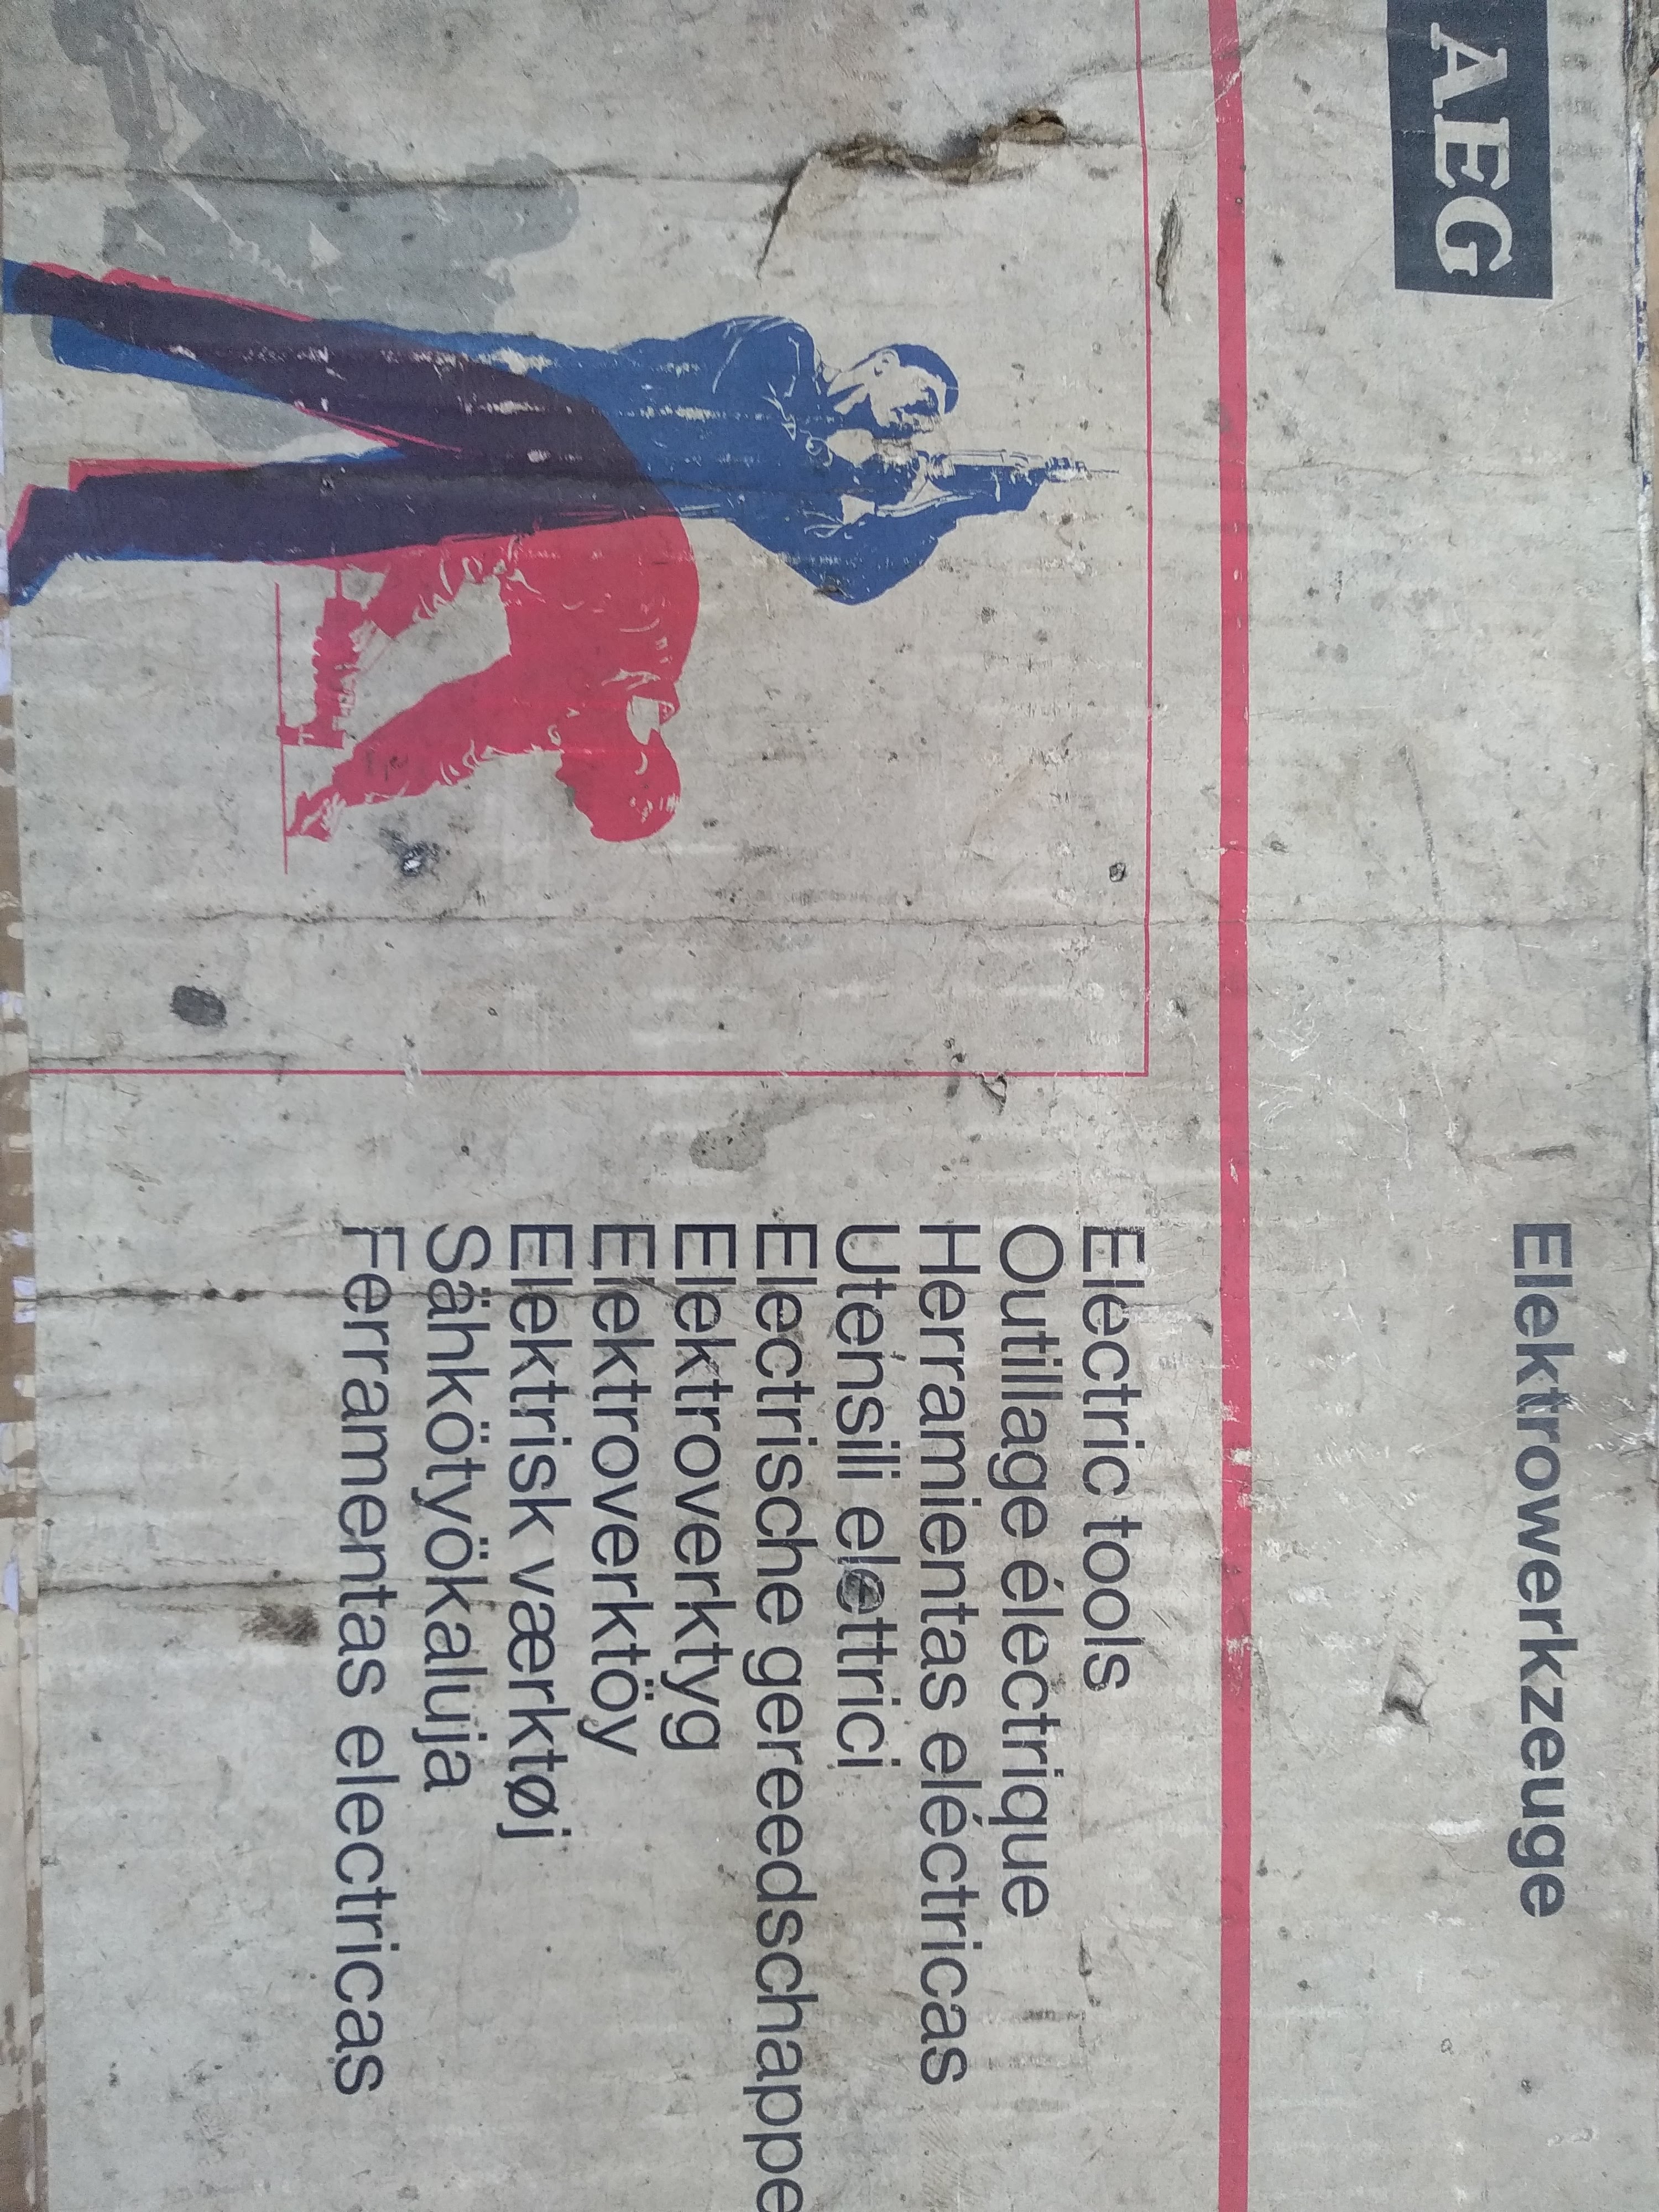 AEG
Elektrowerkzeuge
Electric tools
Outillage électrique
Herramientas eléctricas
Utensili elettrici
Electrische gereedschappe
Elektroverktyg
Elektroverktöy
Elektrisk værktøj
Sähkötyökaluja
Ferramentas electricas